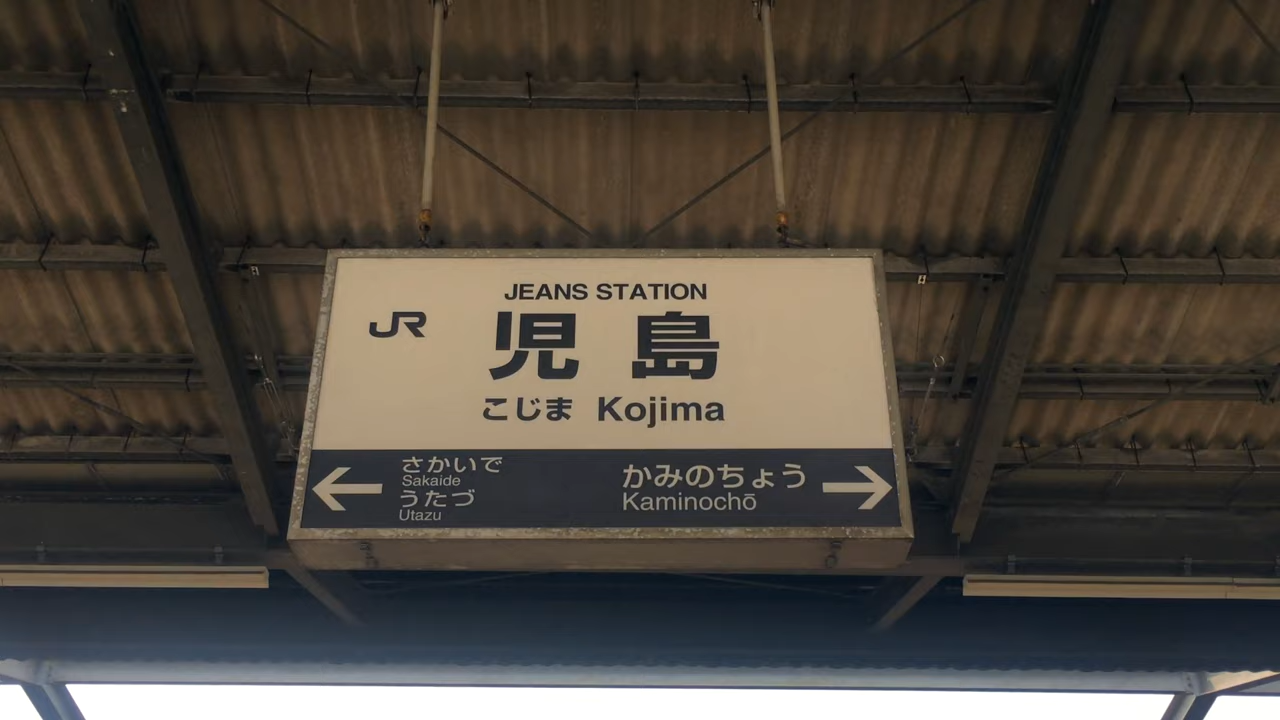 JEANS STATION
JR
児島
こじま Kojima
さかいで
Sakaide
うたづ
Utazu
かみのちょう
Kaminochō